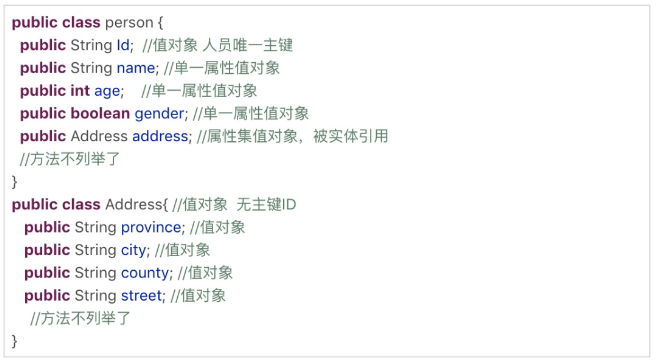 public class person {
public String Id;  //值对象 人员唯一主键
public String name; //单一属性值对象
public int age;    //单一属性值对象
public boolean gender; //单一属性值对象
public Address address; //属性集值对象，被实体引用
//方法不列举了
}
public class Address{ //值对象  无主键ID
public String province; //值对象
public String city; //值对象
public String county; //值对象
public String street; //值对象
//方法不列举了
}